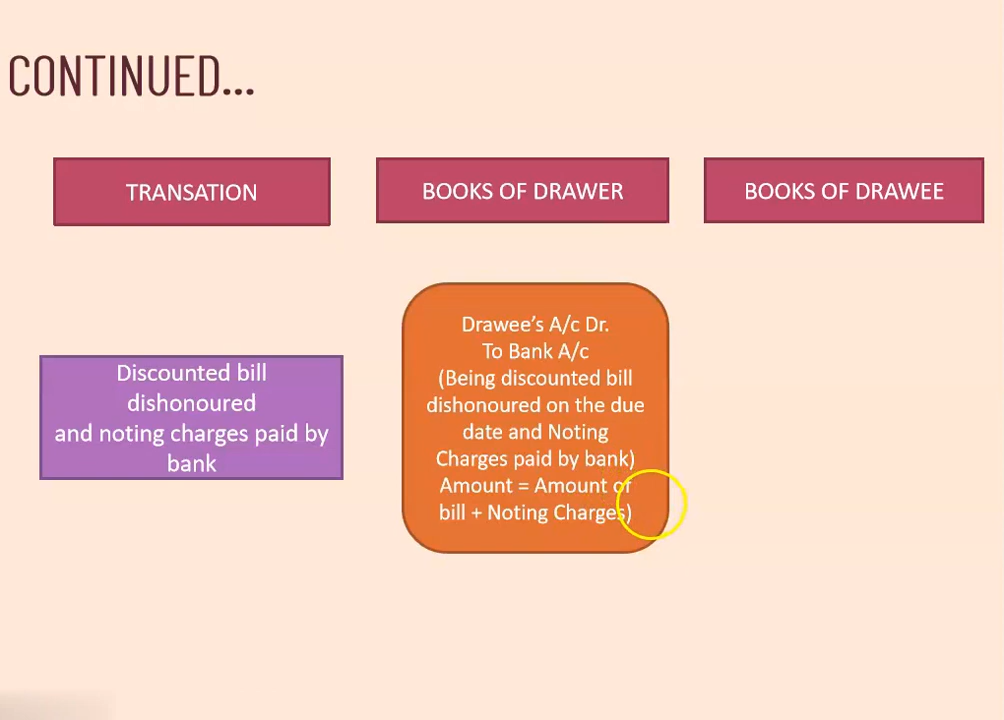 CONTINUED...
TRANSATION
BOOKS OF DRAWER
BOOKS OF DRAWEE
Discounted bill
dishonoured
and noting charges paid by
bank
Drawee's A/c Dr.
To Bank A/c
(Being discounted bill
dishonoured on the due
date and Noting
Charges paid by bank)
Amount = Amount of
bill + Noting Charges)